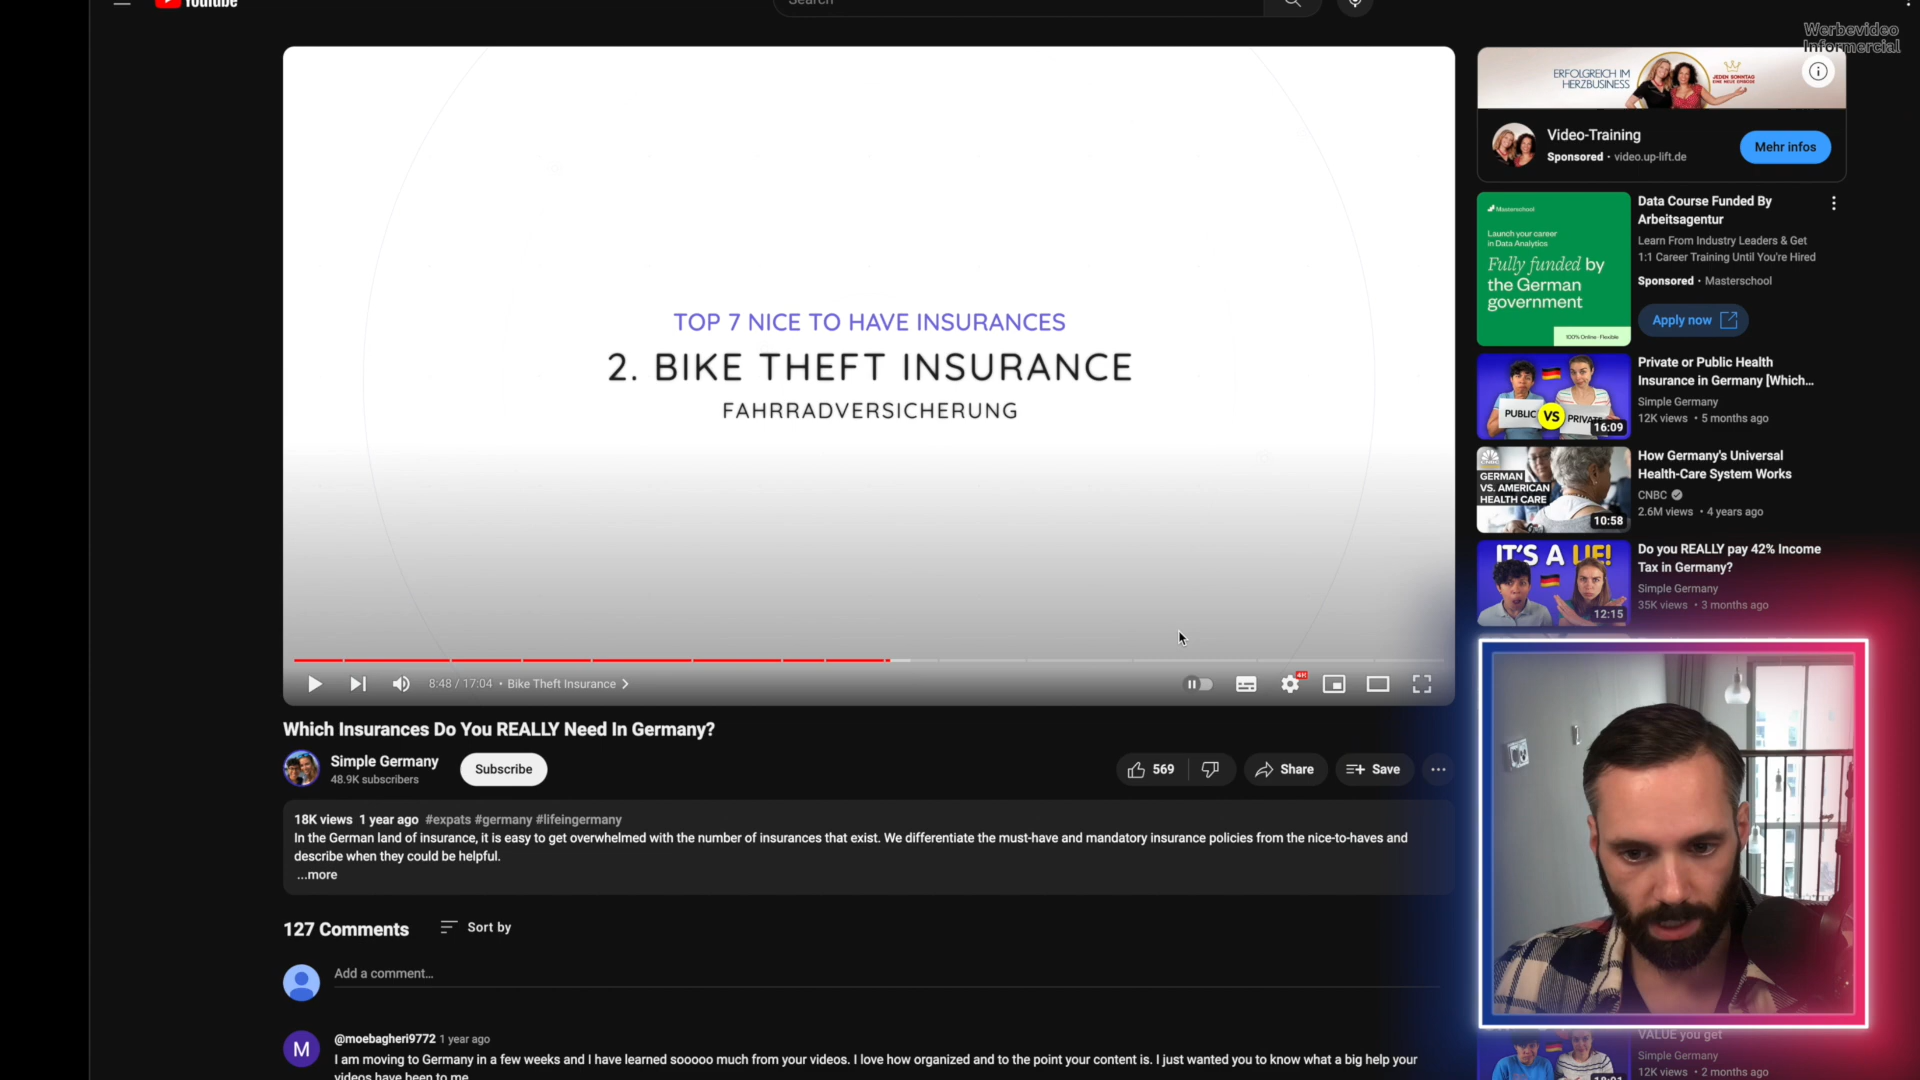 YouTube
Search
Werbevideo
Informercial
TOP 7 NICE TO HAVE INSURANCES
2. BIKE THEFT INSURANCE
FAHRRADVERSICHERUNG
8:48 / 17:04 • Bike Theft Insurance
4K
Which Insurances Do You REALLY Need In Germany?
Simple Germany
48.9K subscribers
Subscribe
569
Share
Save
18K views 1 year ago #expats #germany #lifeingermany
In the German land of insurance, it is easy to get overwhelmed with the number of insurances that exist. We differentiate the must-have and mandatory insurance policies from the nice-to-haves and
describe when they could be helpful.
...more
127 Comments
Sort by
Add a comment...
M
@moebagheri9772 1 year ago
I am moving to Germany in a few weeks and I have learned sooooo much from your videos. I love how organized and to the point your content is. I just wanted you to know what a big help your
videos have been to me
ERFOLGREICH IM
HERZBUSINESS
JEDEN SONNTAG
EINE NEUE EPISODE
Video-Training
Sponsored • video.up-lift.de
Mehr infos
Masterschool
Launch your career
in Data Analytics
Fully funded by
the German
government
100% Online · Flexible
Data Course Funded By
Arbeitsagentur
Learn From Industry Leaders & Get
1:1 Career Training Until You're Hired
Sponsored • Masterschool
Apply now
PUBLIC
VS
16:09
Private or Public Health
Insurance in Germany [Which...
Simple Germany
12K views • 5 months ago
CNBC
GERMAN
VS. AMERICAN
HEALTH CARE
10:58
How Germany's Universal
Health-Care System Works
CNBC
2.6M views • 4 years ago
IT'S A LIE!
12:15
Do you REALLY pay 42% Income
Tax in Germany?
Simple Germany
35K views • 3 months ago
VALUE you get
Simple Germany
12K views • 2 months ago